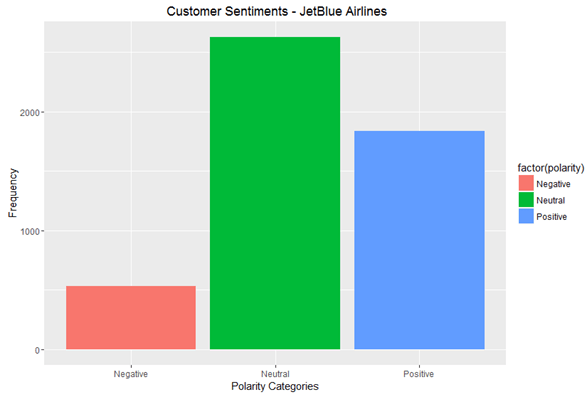 Customer Sentiments - JetBlue Airlines
Frequency
2000
1000
0
Negative
Neutral
Positive
Polarity Categories
factor(polarity)
Negative
Neutral
Positive